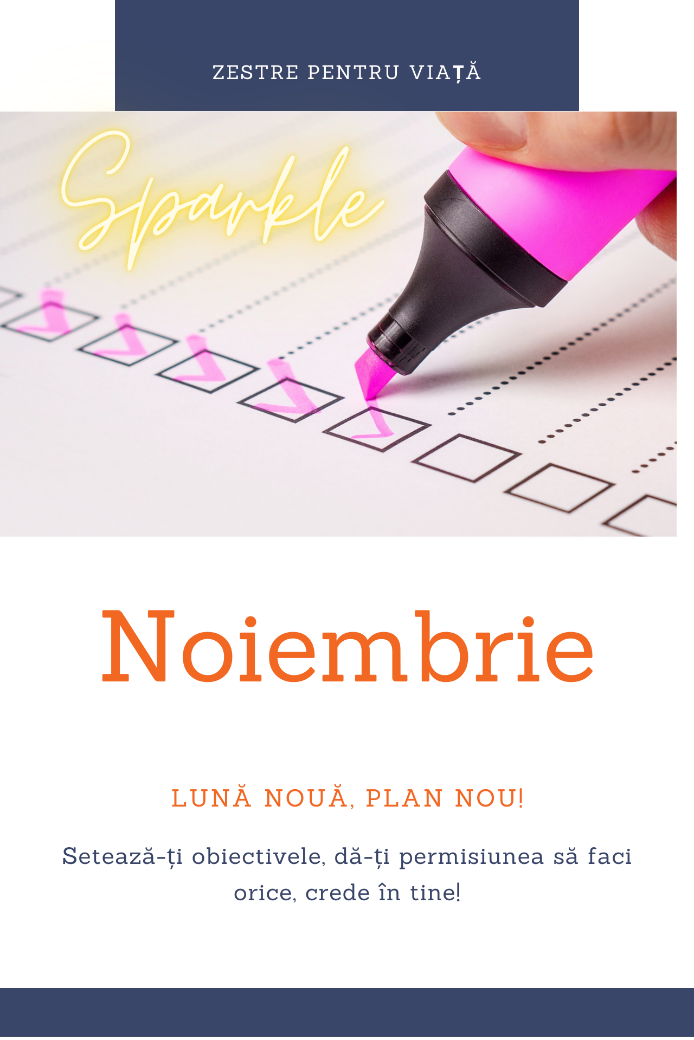 ZESTRE PENTRU VIAȚĂ
Sparkle
Noiembrie
LUNĂ NOUĂ, PLAN NOU!
Setează-ți obiectivele, dă-ți permisiunea să faci
orice, crede în tine!